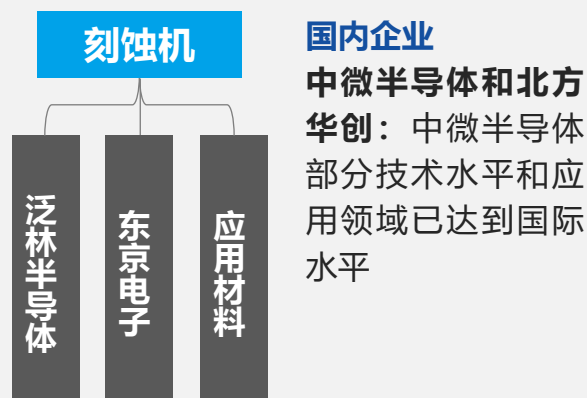 刻蚀机
泛林半导体
东京电子
应用材料
国内企业
中微半导体和北方
华创：中微半导体
部分技术水平和应
用领域已达到国际
水平